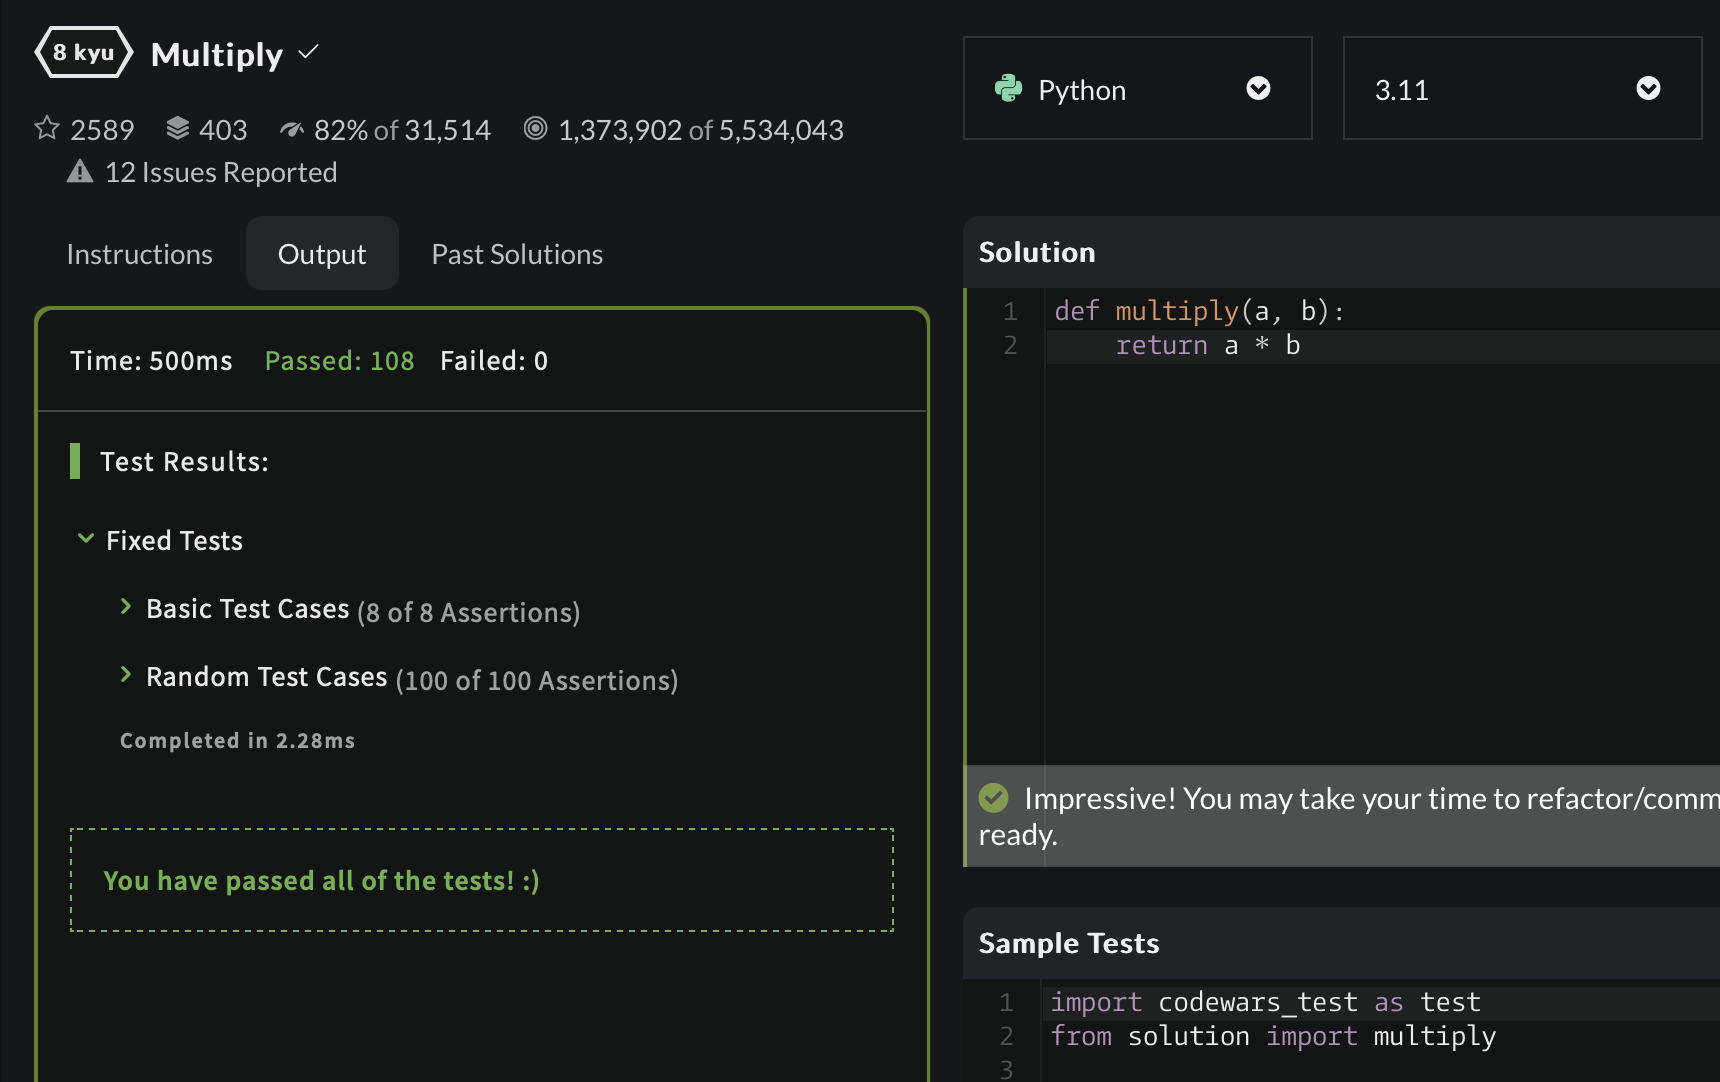 8 kyu Multiply
2589 403 82% of 31,514 1,373,902 of 5,534,043
12 Issues Reported
Instructions Output Past Solutions
Time: 500ms Passed: 108 Failed: 0
Test Results:
Fixed Tests
Basic Test Cases (8 of 8 Assertions)
Random Test Cases (100 of 100 Assertions)
Completed in 2.28ms
You have passed all of the tests! :)
Python 3.11
Solution
1 def multiply(a, b):
2     return a * b
Impressive! You may take your time to refactor/comm
ready.
Sample Tests
1 import codewars_test as test
2 from solution import multiply
3